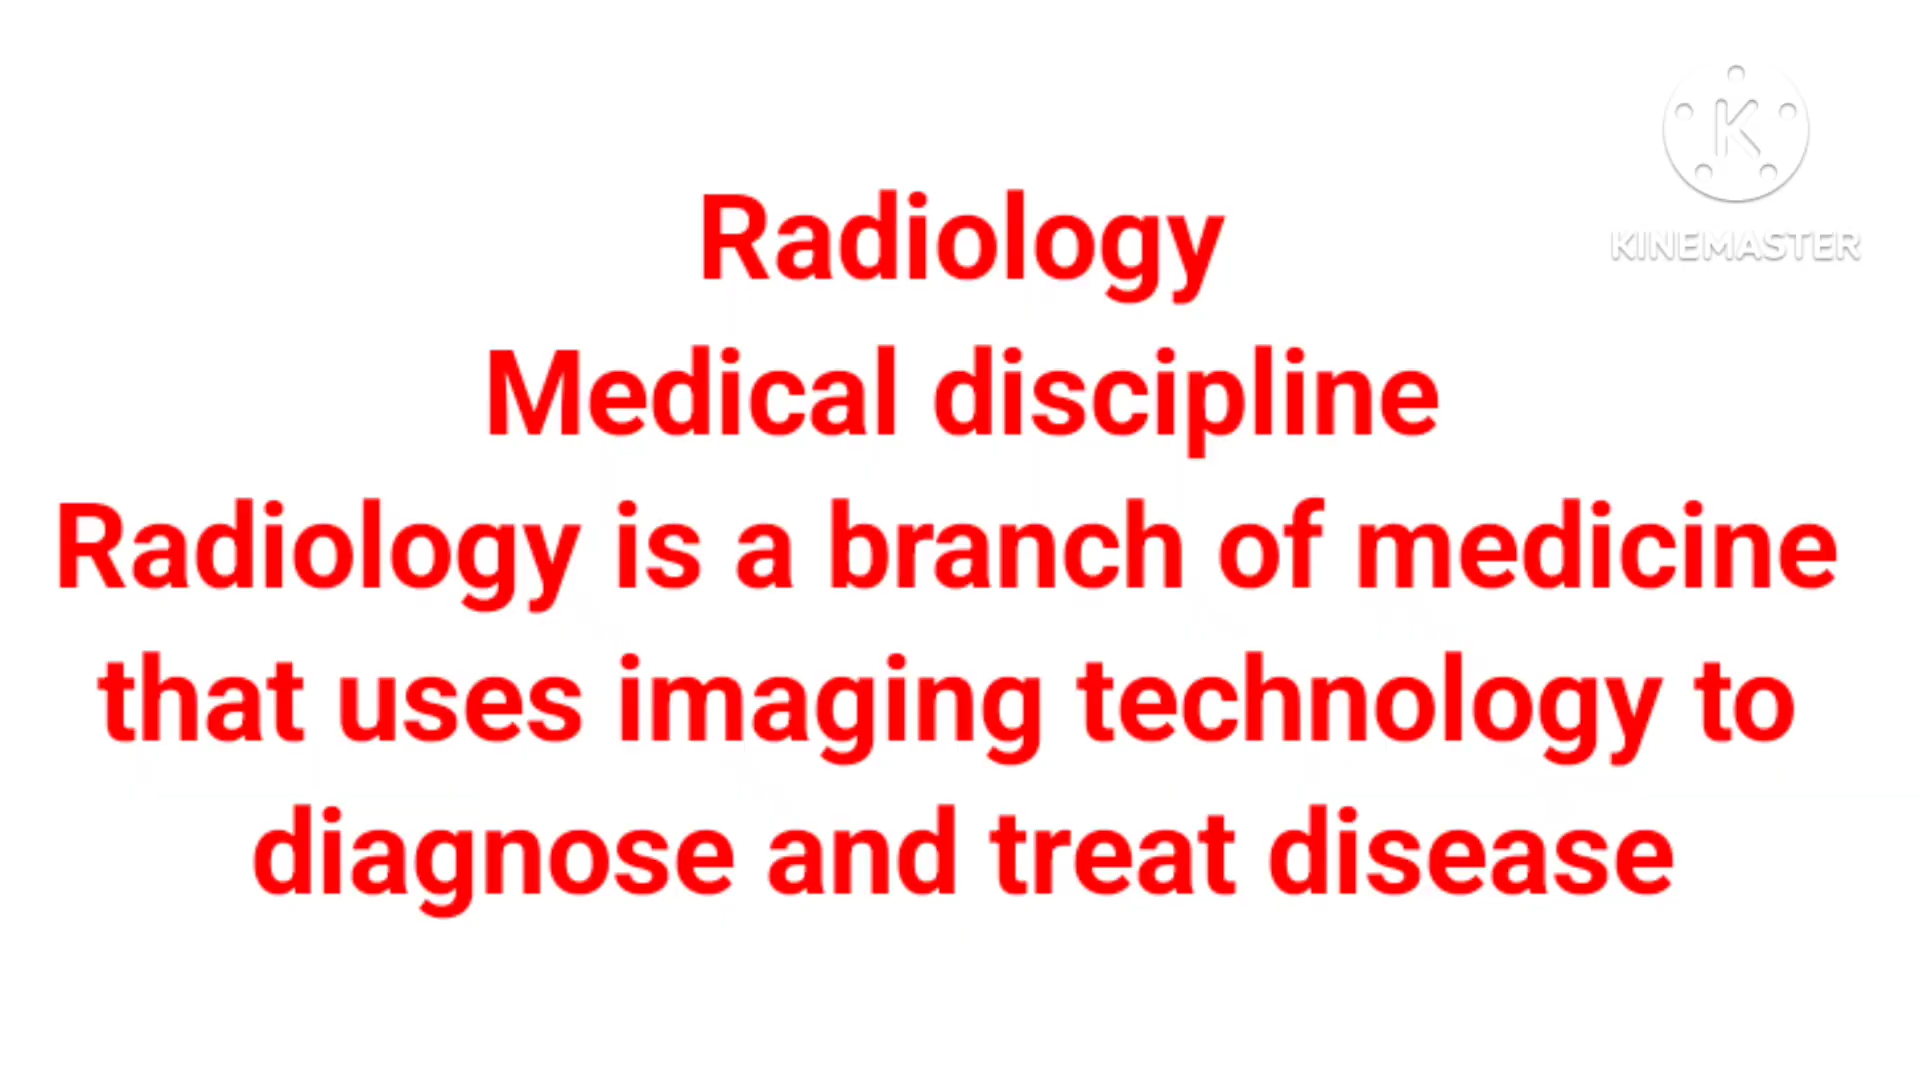 KINEMASTER
Radiology
Medical discipline
Radiology is a branch of medicine
that uses imaging technology to
diagnose and treat disease